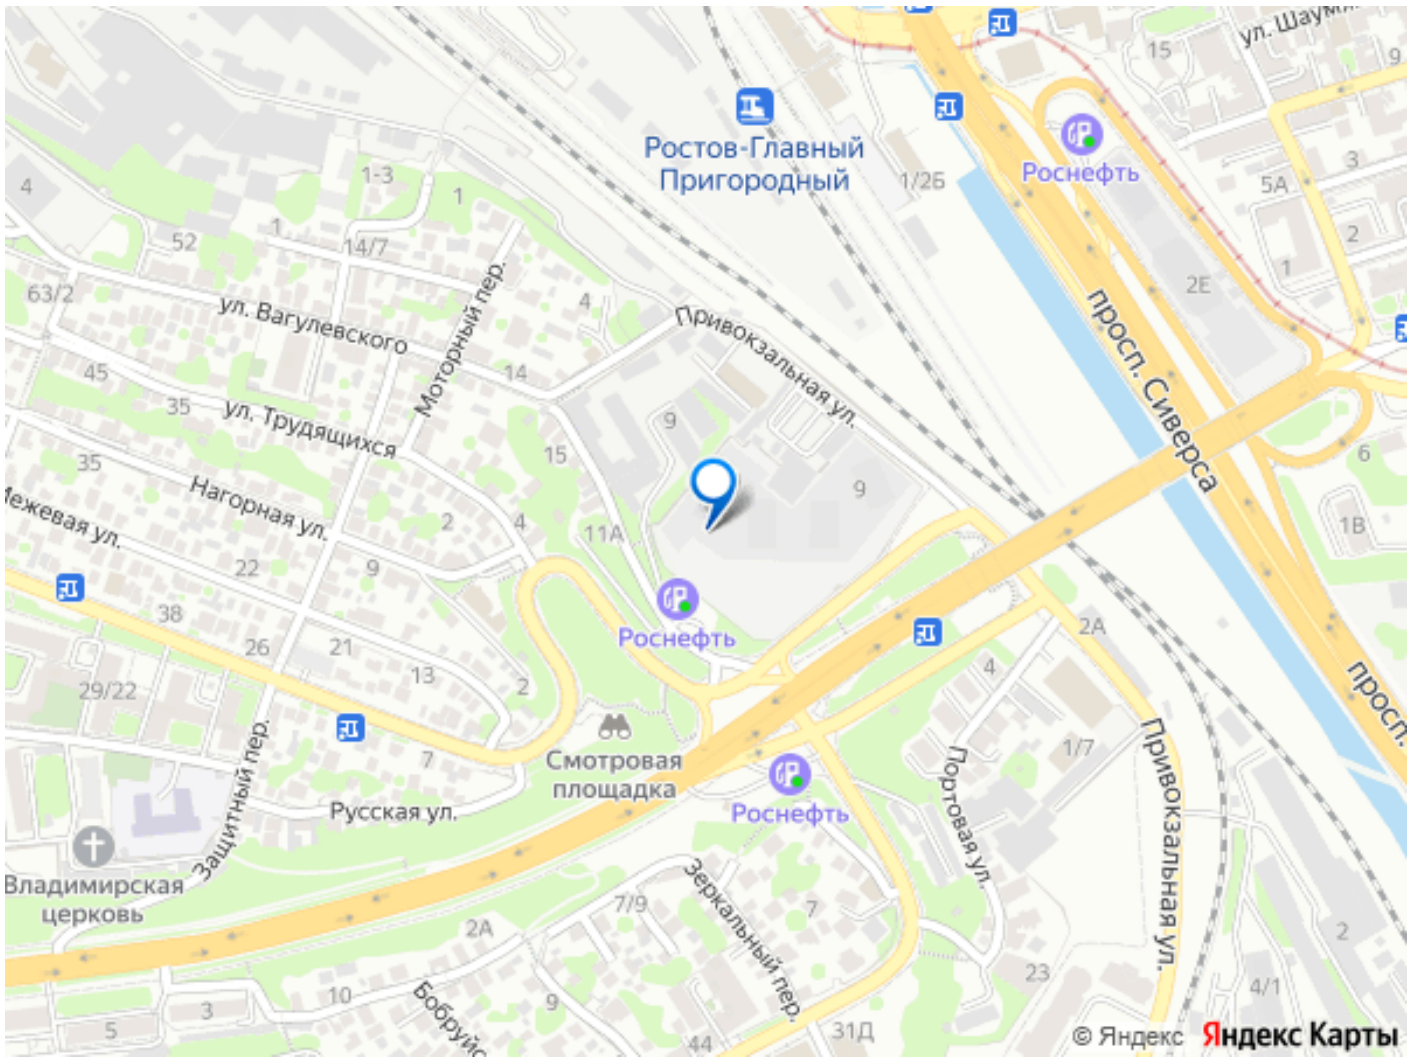 ул. Шаумя
15
9
Ростов-Главный
Пригородный
1/2Б
Роснефть
3
5А
2
1
2Е
1-3
1
4
52
1
14/7
63/2
ул. Вагулевского
Моторный пер.
4
Привокзальная ул.
просп. Сиверса
14
45
35
ул. Трудящихся
9
15
35
Нагорная ул.
Межевая ул.
2
4
11А
9
6
1В
22
9
38
26
21
13
2
29/22
Роснефть
2А
4
Смотровая
площадка
7
Русская ул.
Защитный пер.
Роснефть
1/7
Портовая ул.
Привокзальная ул.
просп.
Владимирская
церковь
2А
7/9
Зеркальный пер.
7
23
2
4/1
10
3
5
Бобруйс
9
44
31Д
© Яндекс Яндекс Карты